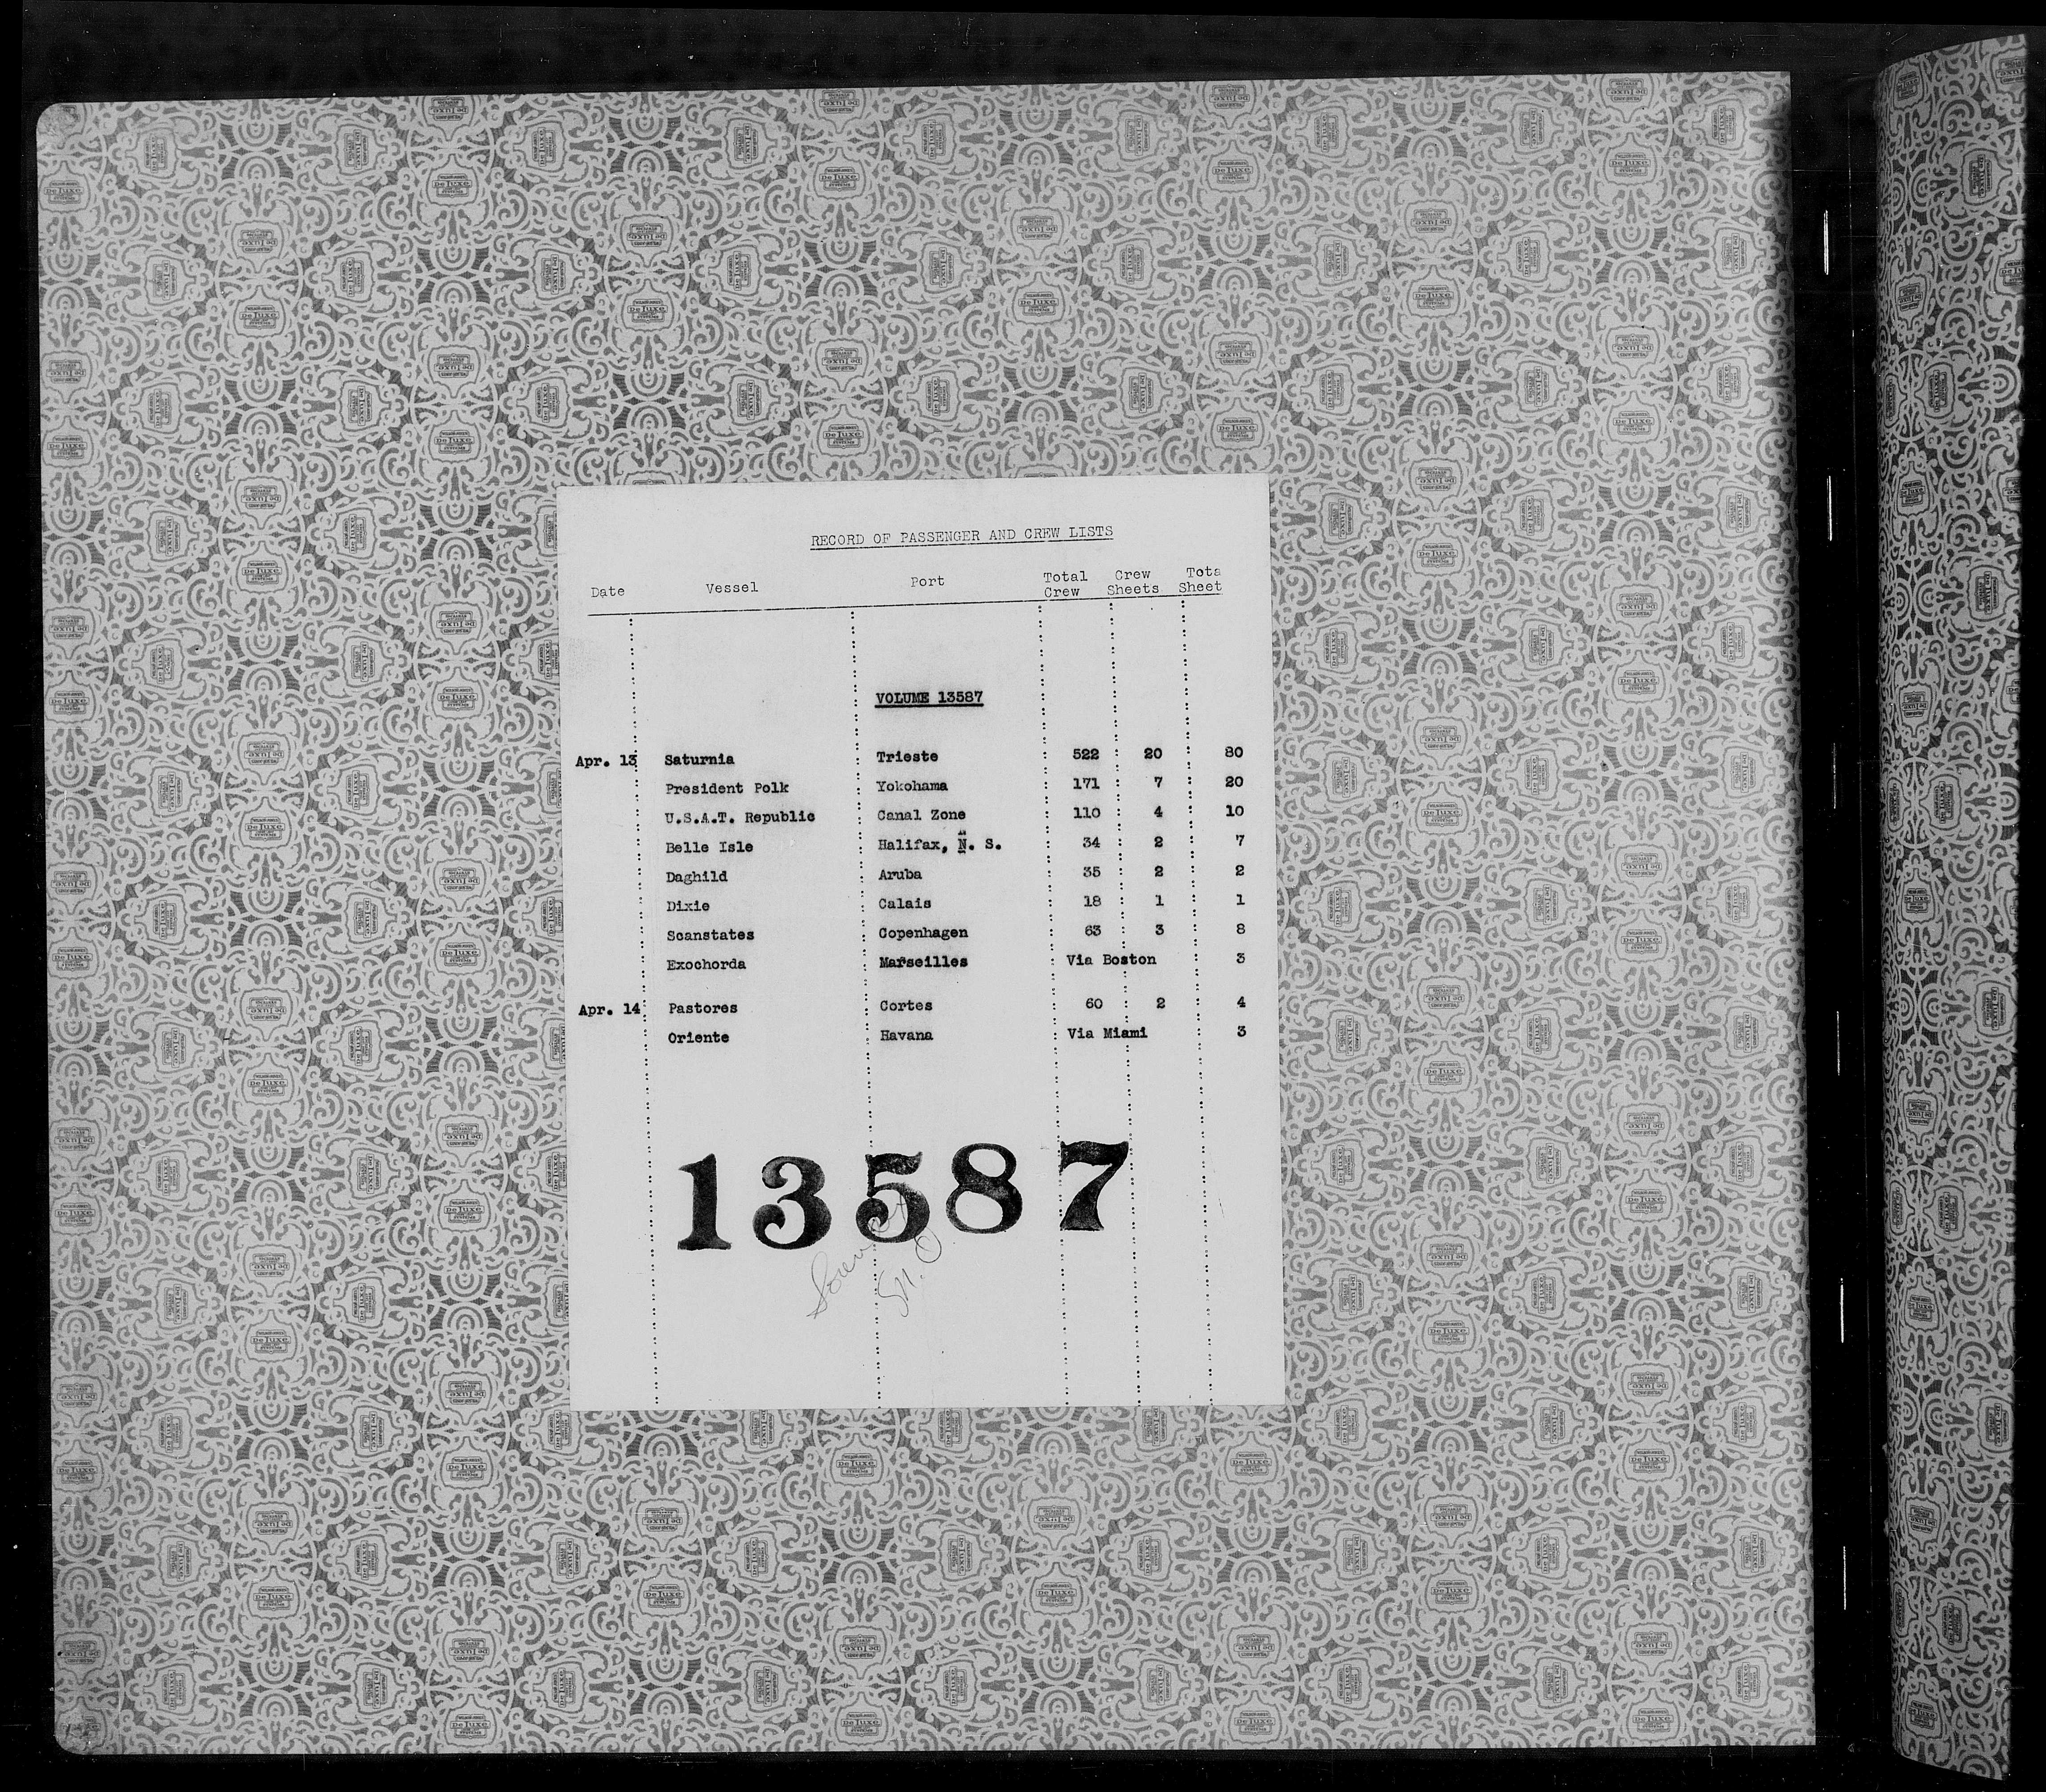 RECORD OF PASSENGER AND CREW LISTS
Date Vessel Port Total Crew Crew Sheets Tota Sheet
VOLUME 13587
Apr. 13 Saturnia Trieste 522 20 80
President Polk Yokohama 171 7 20
U.S.A.T. Republic Canal Zone 110 4 10
Belle Isle Halifax, N. S. 34 2 7
Daghild Aruba 35 2 2
Dixie Calais 18 1 1
Scanstates Copenhagen 63 3 8
Exochorda Marseilles Via Boston 3
Apr. 14 Pastores Cortes 60 2 4
Oriente Havana Via Miami 3
13587